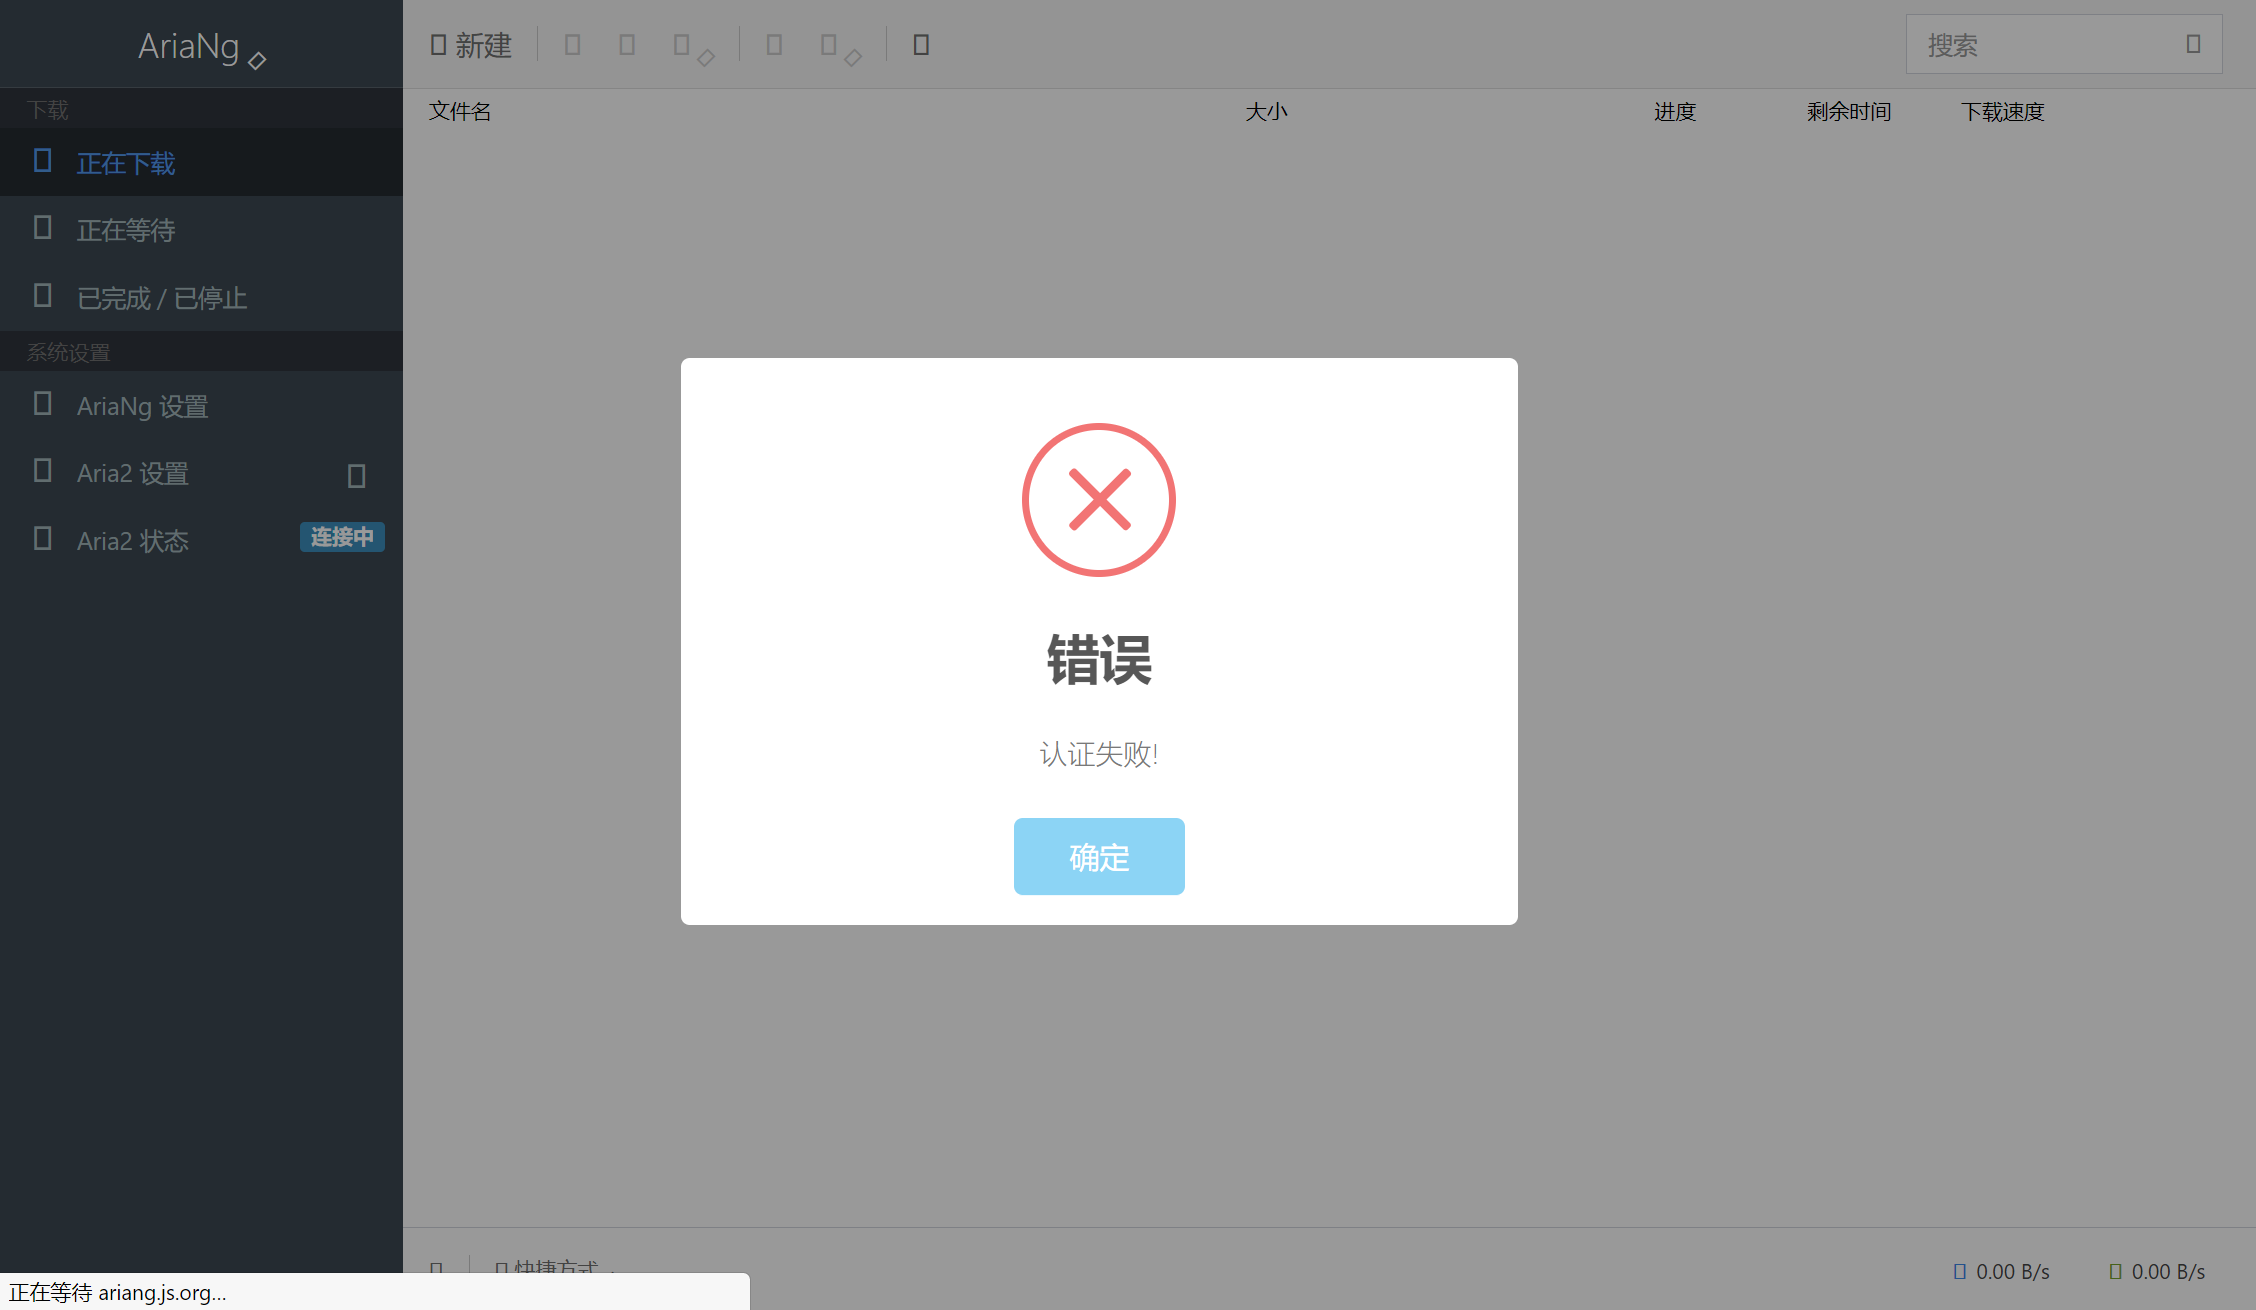 AriaNg
新建
搜索
下载
文件名 大小 进度 剩余时间 下载速度
正在下载
正在等待
已完成 / 已停止
系统设置
AriaNg 设置
Aria2 设置
Aria2 状态 连接中
错误
认证失败!
确定
快捷方式
0.00 B/s 0.00 B/s
正在等待 ariang.js.org...